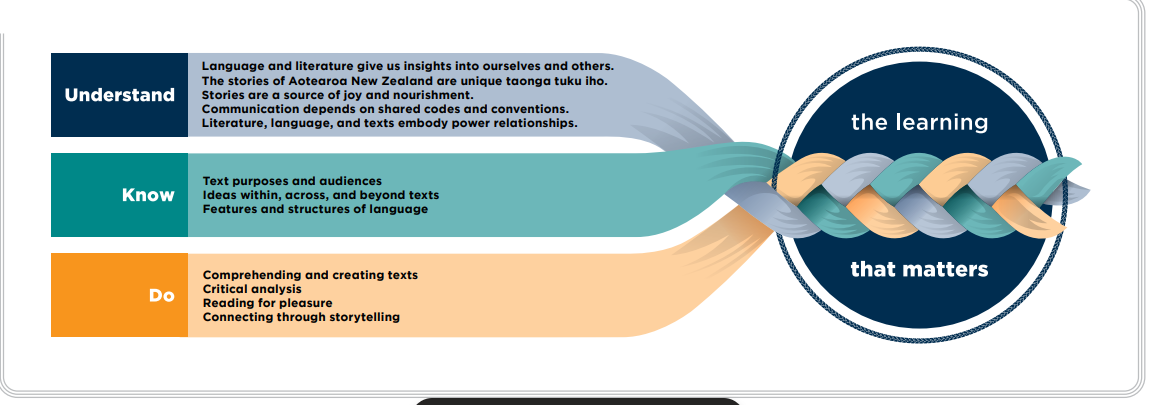 Understand
Language and literature give us insights into ourselves and others.
The stories of Aotearoa New Zealand are unique taonga tuku iho.
Stories are a source of joy and nourishment.
Communication depends on shared codes and conventions.
Literature, language, and texts embody power relationships.
Know
Text purposes and audiences
Ideas within, across, and beyond texts
Features and structures of language
Do
Comprehending and creating texts
Critical analysis
Reading for pleasure
Connecting through storytelling
the learning
that matters